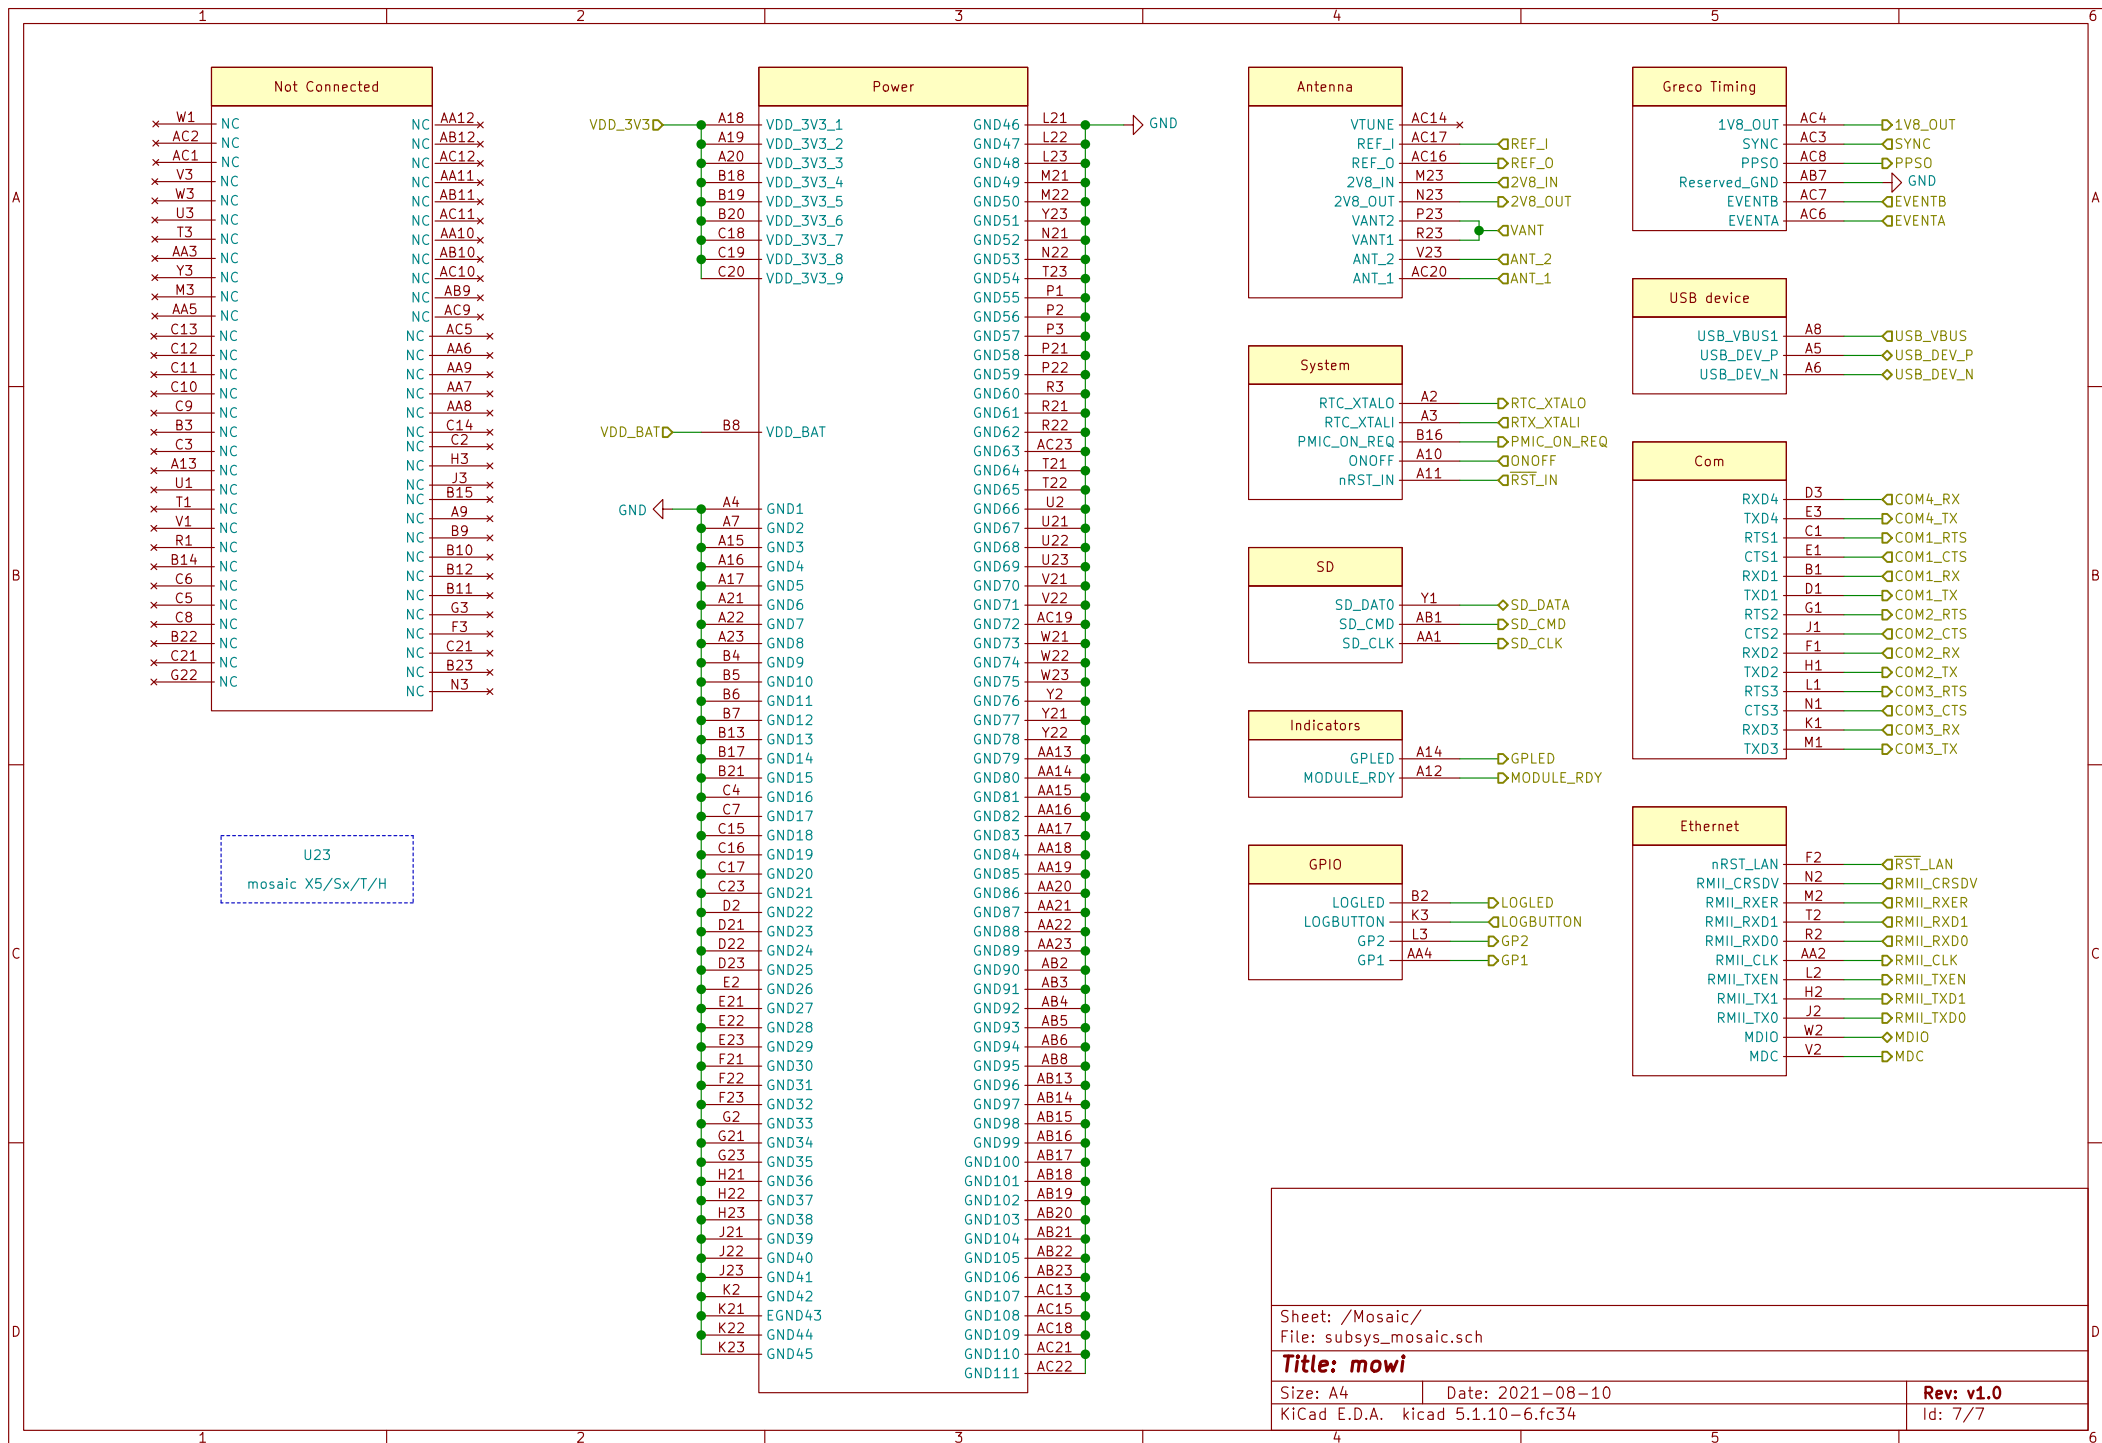 1 2 3 4 5 6
A
B
C
D
Not Connected
W1 NC
AC2 NC
AC1 NC
V3 NC
W3 NC
U3 NC
T3 NC
AA3 NC
Y3 NC
M3 NC
AA5 NC
C13 NC
C12 NC
C11 NC
C10 NC
C9 NC
B3 NC
C3 NC
A13 NC
U1 NC
T1 NC
V1 NC
R1 NC
B14 NC
C6 NC
C5 NC
C8 NC
B22 NC
C21 NC
G22 NC
NC AA12
NC AB12
NC AC12
NC AA11
NC AB11
NC AC11
NC AA10
NC AB10
NC AC10
NC AB9
NC AC9
NC AC5
NC AA6
NC AA9
NC AA7
NC AA8
NC C14
NC C2
NC H3
NC J3
NC B15
NC A9
NC B9
NC B10
NC B12
NC B11
NC G3
NC F3
NC C21
NC B23
NC N3
U23
mosaic X5/Sx/T/H
Power
VDD_3V3 A18 VDD_3V3_1
A19 VDD_3V3_2
A20 VDD_3V3_3
B18 VDD_3V3_4
B19 VDD_3V3_5
B20 VDD_3V3_6
C18 VDD_3V3_7
C19 VDD_3V3_8
C20 VDD_3V3_9
VDD_BAT B8 VDD_BAT
GND A4 GND1
A7 GND2
A15 GND3
A16 GND4
A17 GND5
A21 GND6
A22 GND7
A23 GND8
B4 GND9
B5 GND10
B6 GND11
B7 GND12
B13 GND13
B17 GND14
B21 GND15
C4 GND16
C7 GND17
C15 GND18
C16 GND19
C17 GND20
C23 GND21
D2 GND22
D21 GND23
D22 GND24
D23 GND25
E2 GND26
E21 GND27
E22 GND28
E23 GND29
F21 GND30
F22 GND31
F23 GND32
G2 GND33
G21 GND34
G23 GND35
H21 GND36
H22 GND37
H23 GND38
J21 GND39
J22 GND40
J23 GND41
K2 GND42
K21 EGND43
K22 GND44
K23 GND45
GND46 L21 GND
GND47 L22
GND48 L23
GND49 M21
GND50 M22
GND51 Y23
GND52 N21
GND53 N22
GND54 T23
GND55 P1
GND56 P2
GND57 P3
GND58 P21
GND59 P22
GND60 R3
GND61 R21
GND62 R22
GND63 AC23
GND64 T21
GND65 T22
GND66 U2
GND67 U21
GND68 U22
GND69 U23
GND70 V21
GND71 V22
GND72 AC19
GND73 W21
GND74 W22
GND75 W23
GND76 Y2
GND77 Y21
GND78 Y22
GND79 AA13
GND80 AA14
GND81 AA15
GND82 AA16
GND83 AA17
GND84 AA18
GND85 AA19
GND86 AA20
GND87 AA21
GND88 AA22
GND89 AA23
GND90 AB2
GND91 AB3
GND92 AB4
GND93 AB5
GND94 AB6
GND95 AB8
GND96 AB13
GND97 AB14
GND98 AB15
GND99 AB16
GND100 AB17
GND101 AB18
GND102 AB19
GND103 AB20
GND104 AB21
GND105 AB22
GND106 AB23
GND107 AC13
GND108 AC15
GND109 AC18
GND110 AC21
GND111 AC22
Antenna
VTUNE AC14
REF_I AC17 REF_I
REF_O AC16 REF_O
2V8_IN M23 2V8_IN
2V8_OUT N23 2V8_OUT
VANT2 P23
VANT
VANT1 R23
ANT_2 V23 ANT_2
ANT_1 AC20 ANT_1
System
RTC_XTALO A2 RTC_XTALO
RTC_XTALI A3 RTX_XTALI
PMIC_ON_REQ B16 PMIC_ON_REQ
ONOFF A10 ONOFF
nRST_IN A11 RST_IN
SD
SD_DAT0 Y1 SD_DATA
SD_CMD AB1 SD_CMD
SD_CLK AA1 SD_CLK
Indicators
GPLED A14 GPLED
MODULE_RDY A12 MODULE_RDY
GPIO
LOGLED B2 LOGLED
LOGBUTTON K3 LOGBUTTON
GP2 L3 GP2
GP1 AA4 GP1
Greco Timing
1V8_OUT AC4 1V8_OUT
SYNC AC3 SYNC
PPSO AC8 PPSO
Reserved_GND AB7 GND
EVENTB AC7 EVENTB
EVENTA AC6 EVENTA
USB device
USB_VBUS1 A8 USB_VBUS
USB_DEV_P A5 USB_DEV_P
USB_DEV_N A6 USB_DEV_N
Com
RXD4 D3 COM4_RX
TXD4 E3 COM4_TX
RTS1 C1 COM1_RTS
CTS1 E1 COM1_CTS
RXD1 B1 COM1_RX
TXD1 D1 COM1_TX
RTS2 G1 COM2_RTS
CTS2 J1 COM2_CTS
RXD2 F1 COM2_RX
TXD2 H1 COM2_TX
RTS3 L1 COM3_RTS
CTS3 N1 COM3_CTS
RXD3 K1 COM3_RX
TXD3 M1 COM3_TX
Ethernet
nRST_LAN F2 RST_LAN
RMII_CRSDV N2 RMII_CRSDV
RMII_RXER M2 RMII_RXER
RMII_RXD1 T2 RMII_RXD1
RMII_RXD0 R2 RMII_RXD0
RMII_CLK AA2 RMII_CLK
RMII_TXEN L2 RMII_TXEN
RMII_TX1 H2 RMII_TXD1
RMII_TX0 J2 RMII_TXD0
MDIO W2 MDIO
MDC V2 MDC
Sheet: /Mosaic/
File: subsys_mosaic.sch
Title: mowi
Size: A4 Date: 2021-08-10 Rev: v1.0
KiCad E.D.A. kicad 5.1.10-6.fc34 Id: 7/7
A
B
C
D
1 2 3 4 5 6